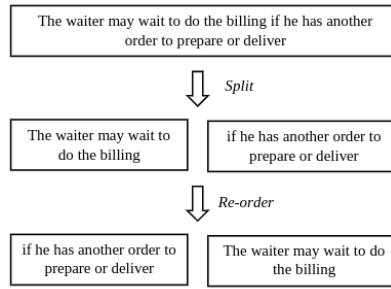 The waiter may wait to do the billing if he has another
order to prepare or deliver
Split
The waiter may wait to
do the billing
if he has another order to
prepare or deliver
Re-order
if he has another order to
prepare or deliver
The waiter may wait to do
the billing